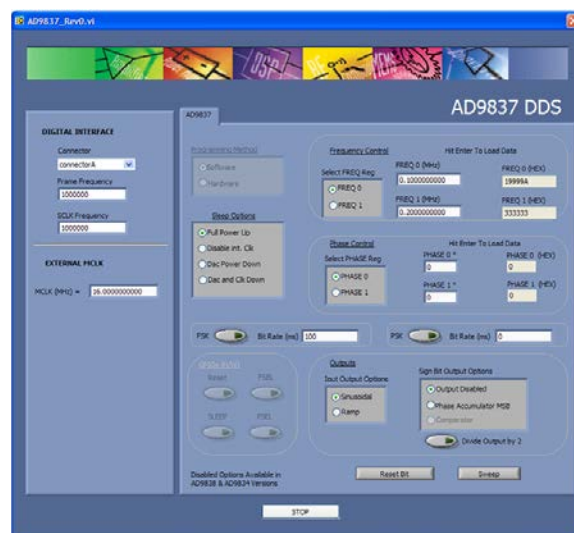 AD9837_Rev0.vi
DSP
RF
MEMS
AD9837 DDS
AD9837
DIGITAL INTERFACE
Connector
connectorA
Frame Frequency
1000000
SCLK Frequency
1000000
EXTERNAL MCLK
MCLK (MHz) = 16.0000000000
Programming Method
Software
Hardware
Sleep Options
Full Power Up
Disable int. Clk
Dac Power Down
Dac and Clk Down
Frequency Control
Hit Enter To Load Data
Select FREQ Reg
FREQ 0
FREQ 1
FREQ 0 (MHz)
0.1000000000
FREQ 0 (HEX)
19999A
FREQ 1 (MHz)
0.2000000000
FREQ 1 (HEX)
333333
Phase Control
Hit Enter To Load Data
Select PHASE Reg
PHASE 0
PHASE 1
PHASE 0 °
0
PHASE 0 (HEX)
0
PHASE 1 °
0
PHASE 1 (HEX)
0
FSK
Bit Rate (ms) 100
PSK
Bit Rate (ms) 0
Reset
PSEL
SLEEP
FSEL
Outputs
Iout Output Options
Sinusoidal
Ramp
Sign Bit Output Options
Output Disabled
Phase Accumulator MSB
Comparator
Divide Output by 2
Disabled Options Available in
AD9838 & AD9834 Versions
Reset Bit
Sweep
STOP